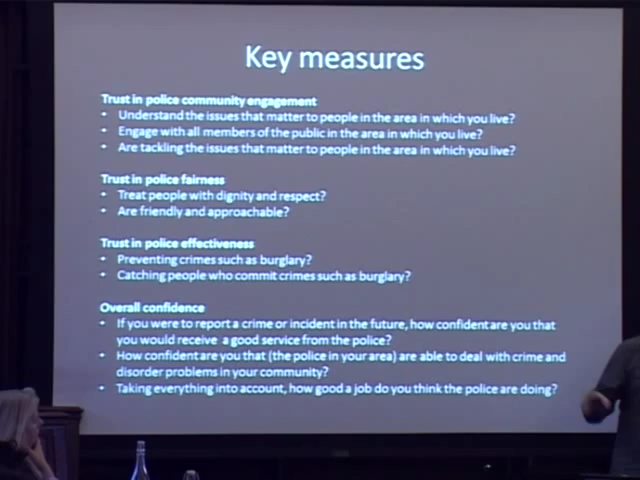 Key measures
Trust in police community engagement
• Understand the issues that matter to people in the area in which you live?
• Engage with all members of the public in the area in which you live?
• Are tackling the issues that matter to people in the area in which you live?
Trust in police fairness
• Treat people with dignity and respect?
• Are friendly and approachable?
Trust in police effectiveness
• Preventing crimes such as burglary?
• Catching people who commit crimes such as burglary?
Overall confidence
• If you were to report a crime or incident in the future, how confident are you that
you would receive a good service from the police?
• How confident are you that (the police in your area) are able to deal with crime and
disorder problems in your community?
• Taking everything into account, how good a job do you think the police are doing?